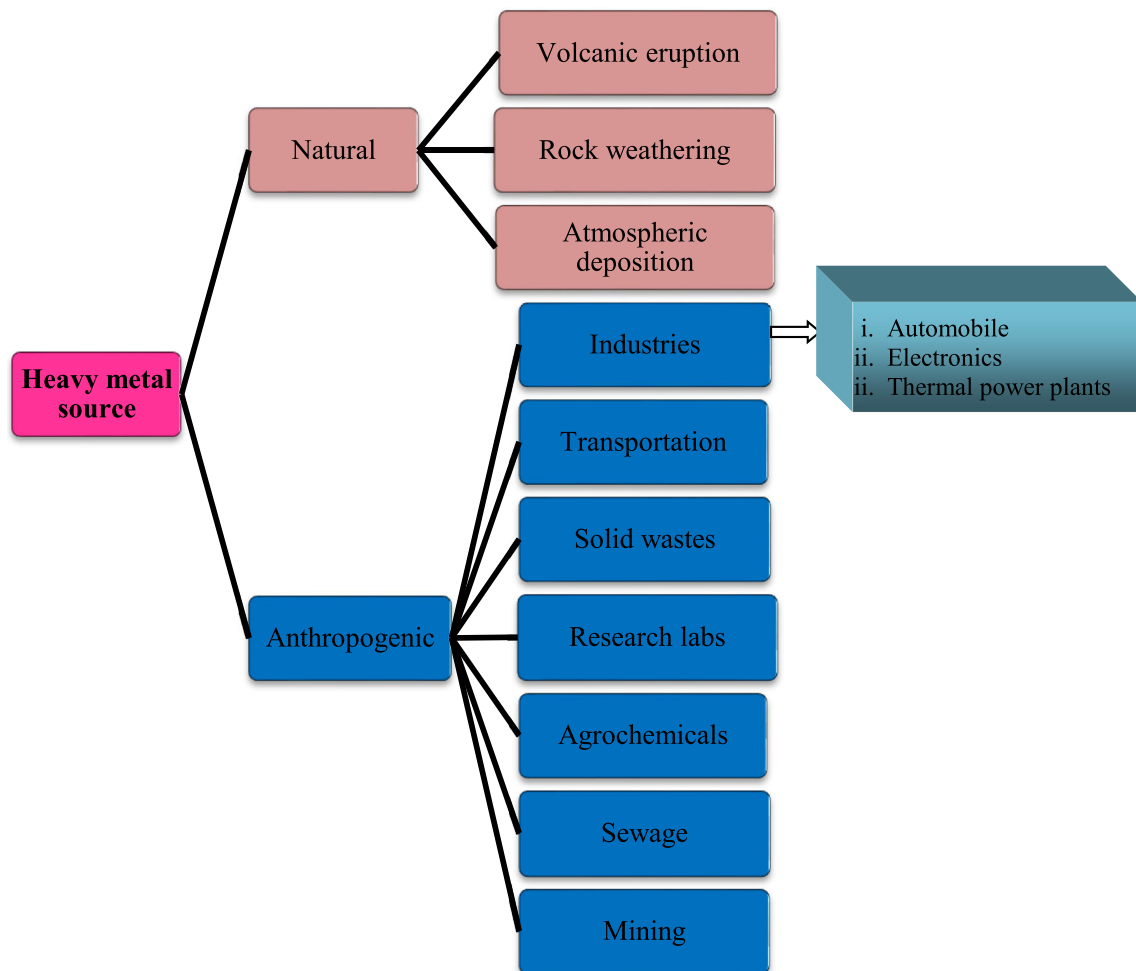 Volcanic eruption
Natural
Rock weathering
Atmospheric
deposition
Industries
i. Automobile
ii. Electronics
ii. Thermal power plants
Heavy metal
source
Transportation
Solid wastes
Anthropogenic
Research labs
Agrochemicals
Sewage
Mining